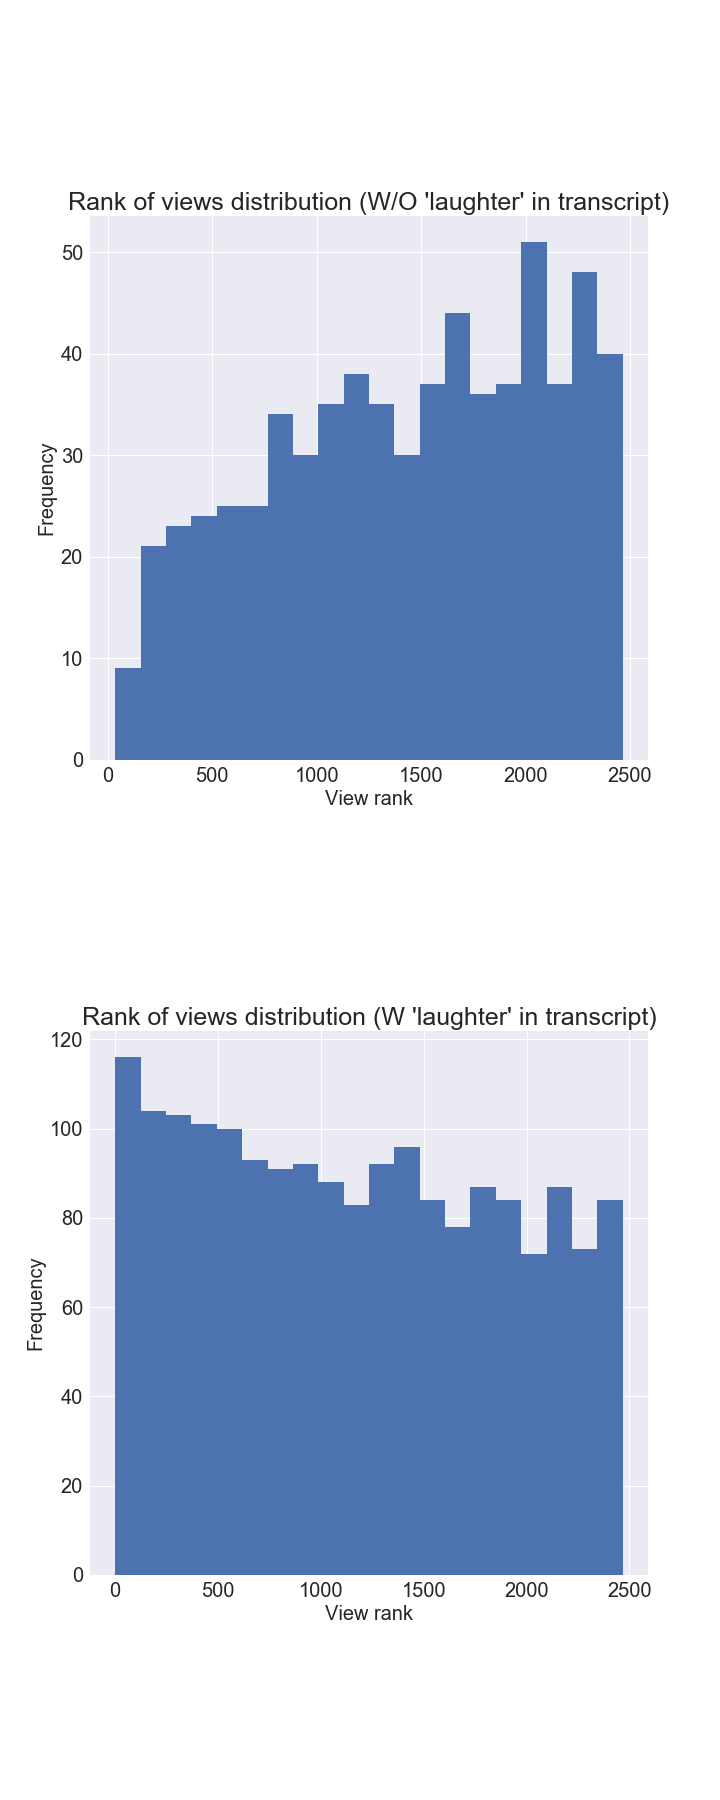 Rank of views distribution (W/O 'laughter' in transcript)
50
40
30
20
10
0
Frequency
0 500 1000 1500 2000 2500
View rank
Rank of views distribution (W 'laughter' in transcript)
120
100
80
60
40
20
0
Frequency
0 500 1000 1500 2000 2500
View rank